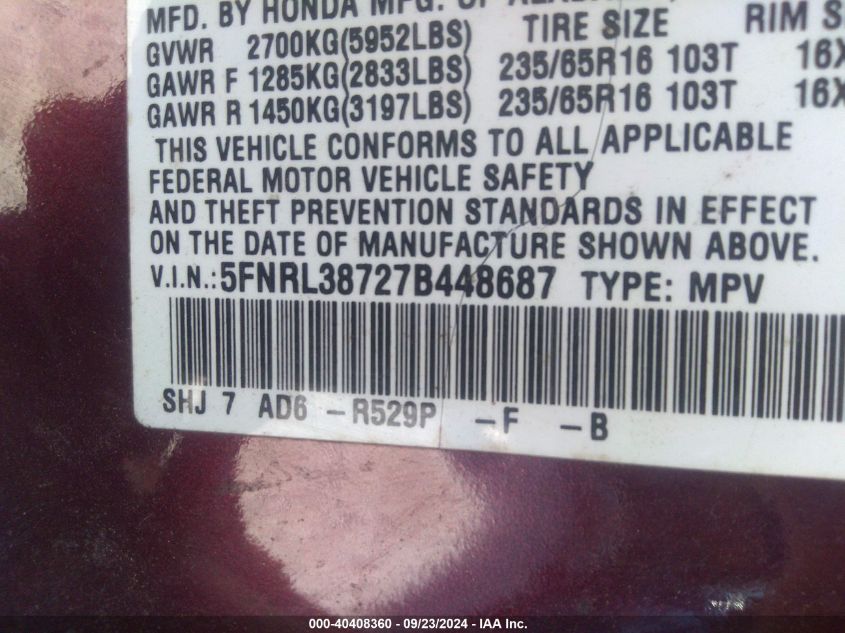 MFD. BY HONDA MFG. OF
GVWR 2700KG(5952LBS) TIRE SIZE RIM S
GAWR F 1285KG(2833LBS) 235/65R16 103T 16X
GAWR R 1450KG(3197LBS) 235/65R16 103T 16X
THIS VEHICLE CONFORMS TO ALL APPLICABLE
FEDERAL MOTOR VEHICLE SAFETY
AND THEFT PREVENTION STANDARDS IN EFFECT
ON THE DATE OF MANUFACTURE SHOWN ABOVE.
V.I.N.:5FNRL38727B448687 TYPE: MPV
SHJ 7 AD6 -R529P -F -B
000-40408360 - 09/23/2024 - IAA Inc.